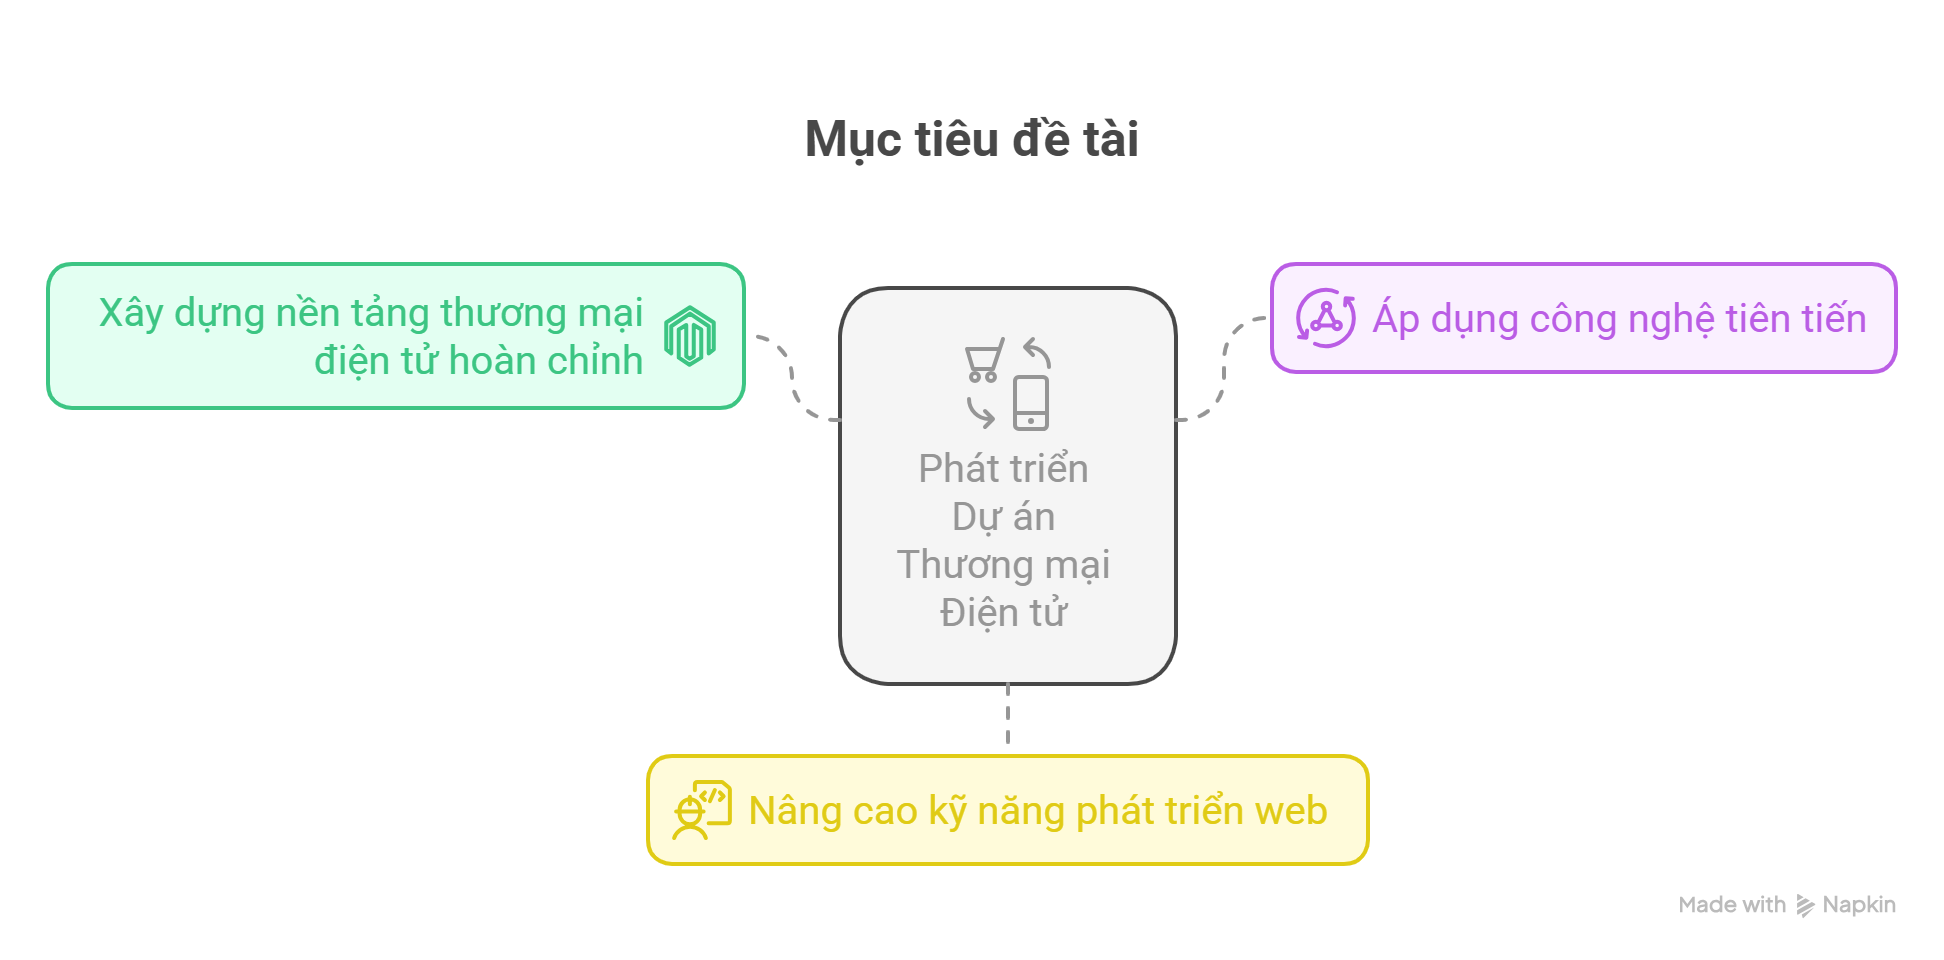 Mục tiêu đề tài
Xây dựng nền tảng thương mại
điện tử hoàn chỉnh
Áp dụng công nghệ tiên tiến
Phát triển
Dự án
Thương mại
Điện tử
Nâng cao kỹ năng phát triển web
Made with Napkin